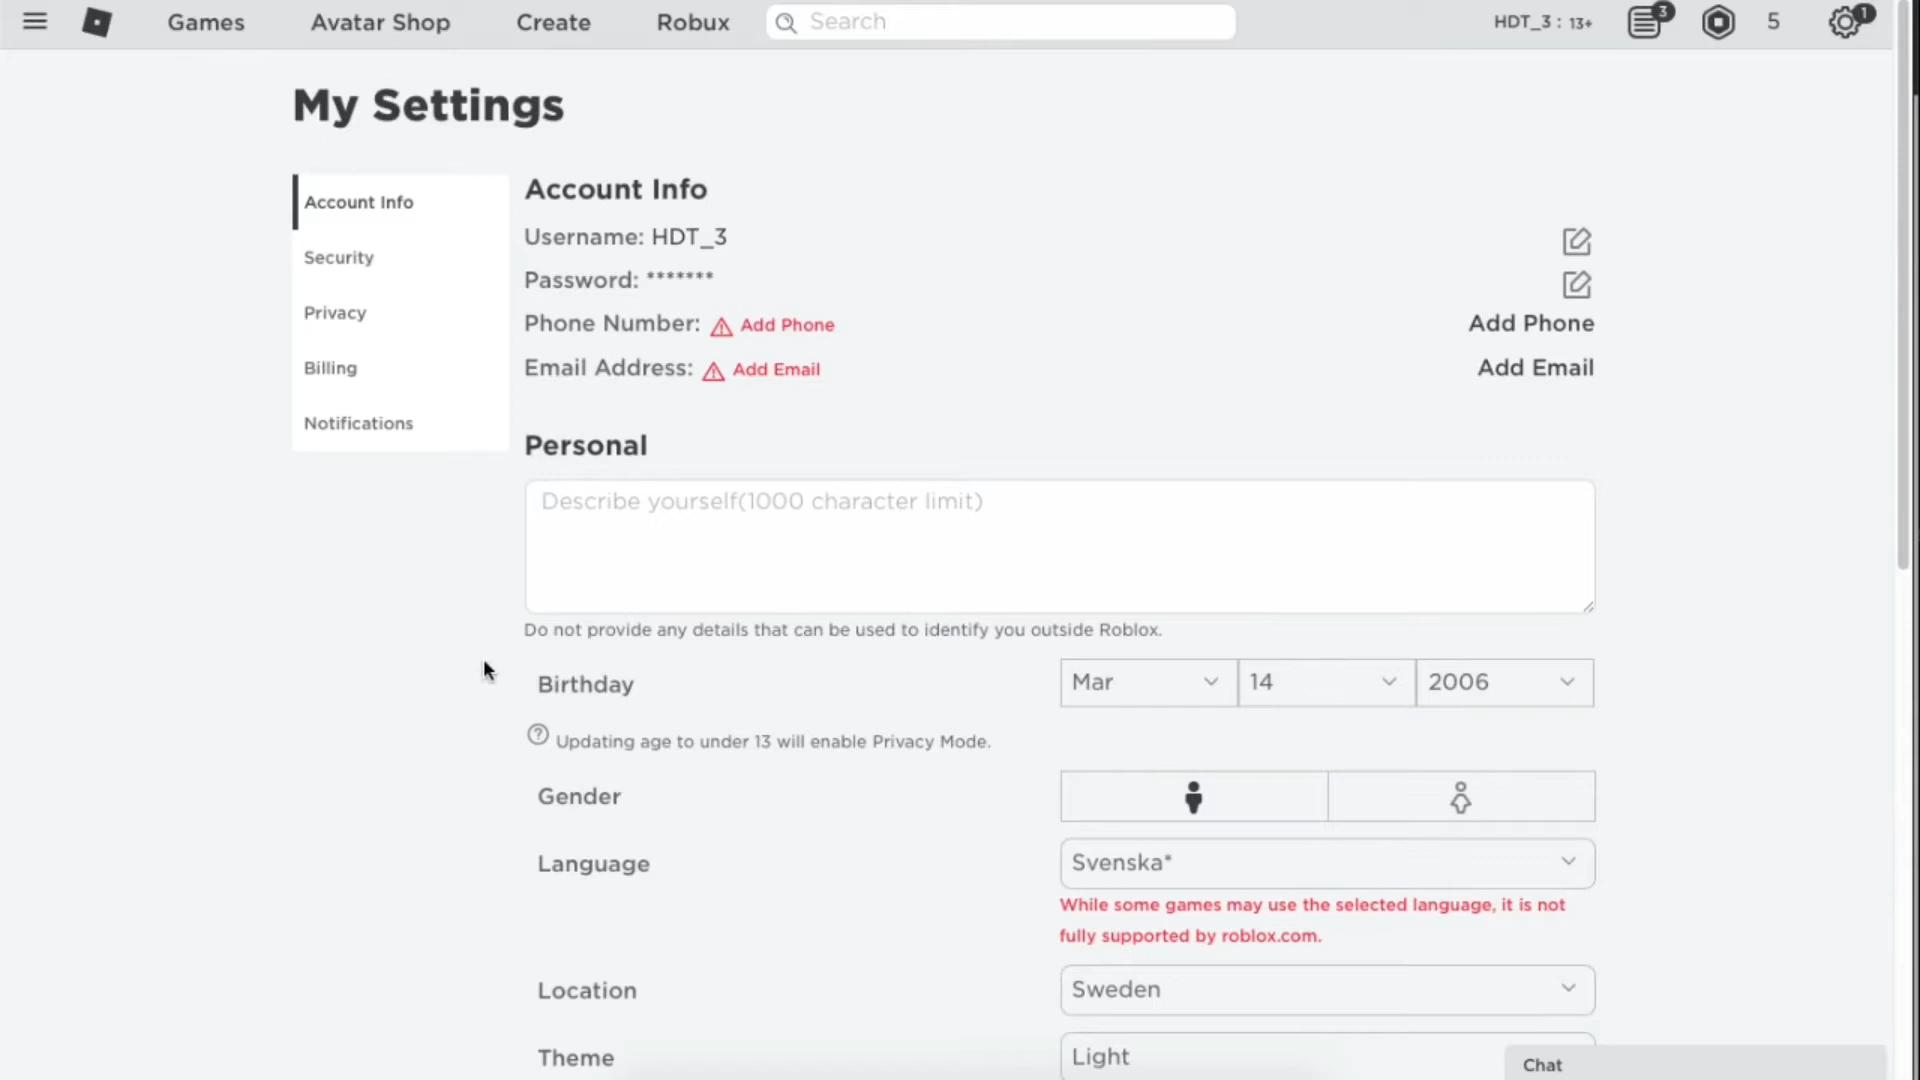 Games Avatar Shop Create Robux Search HDT_3 : 13+ 3 5 1
My Settings
Account Info
Security
Privacy
Billing
Notifications
Account Info
Username: HDT_3
Password: *******
Phone Number: Add Phone Add Phone
Email Address: Add Email Add Email
Personal
Describe yourself(1000 character limit)
Do not provide any details that can be used to identify you outside Roblox.
Birthday Mar 14 2006
Updating age to under 13 will enable Privacy Mode.
Gender
Language Svenska*
While some games may use the selected language, it is not
fully supported by roblox.com.
Location Sweden
Theme Light
Chat